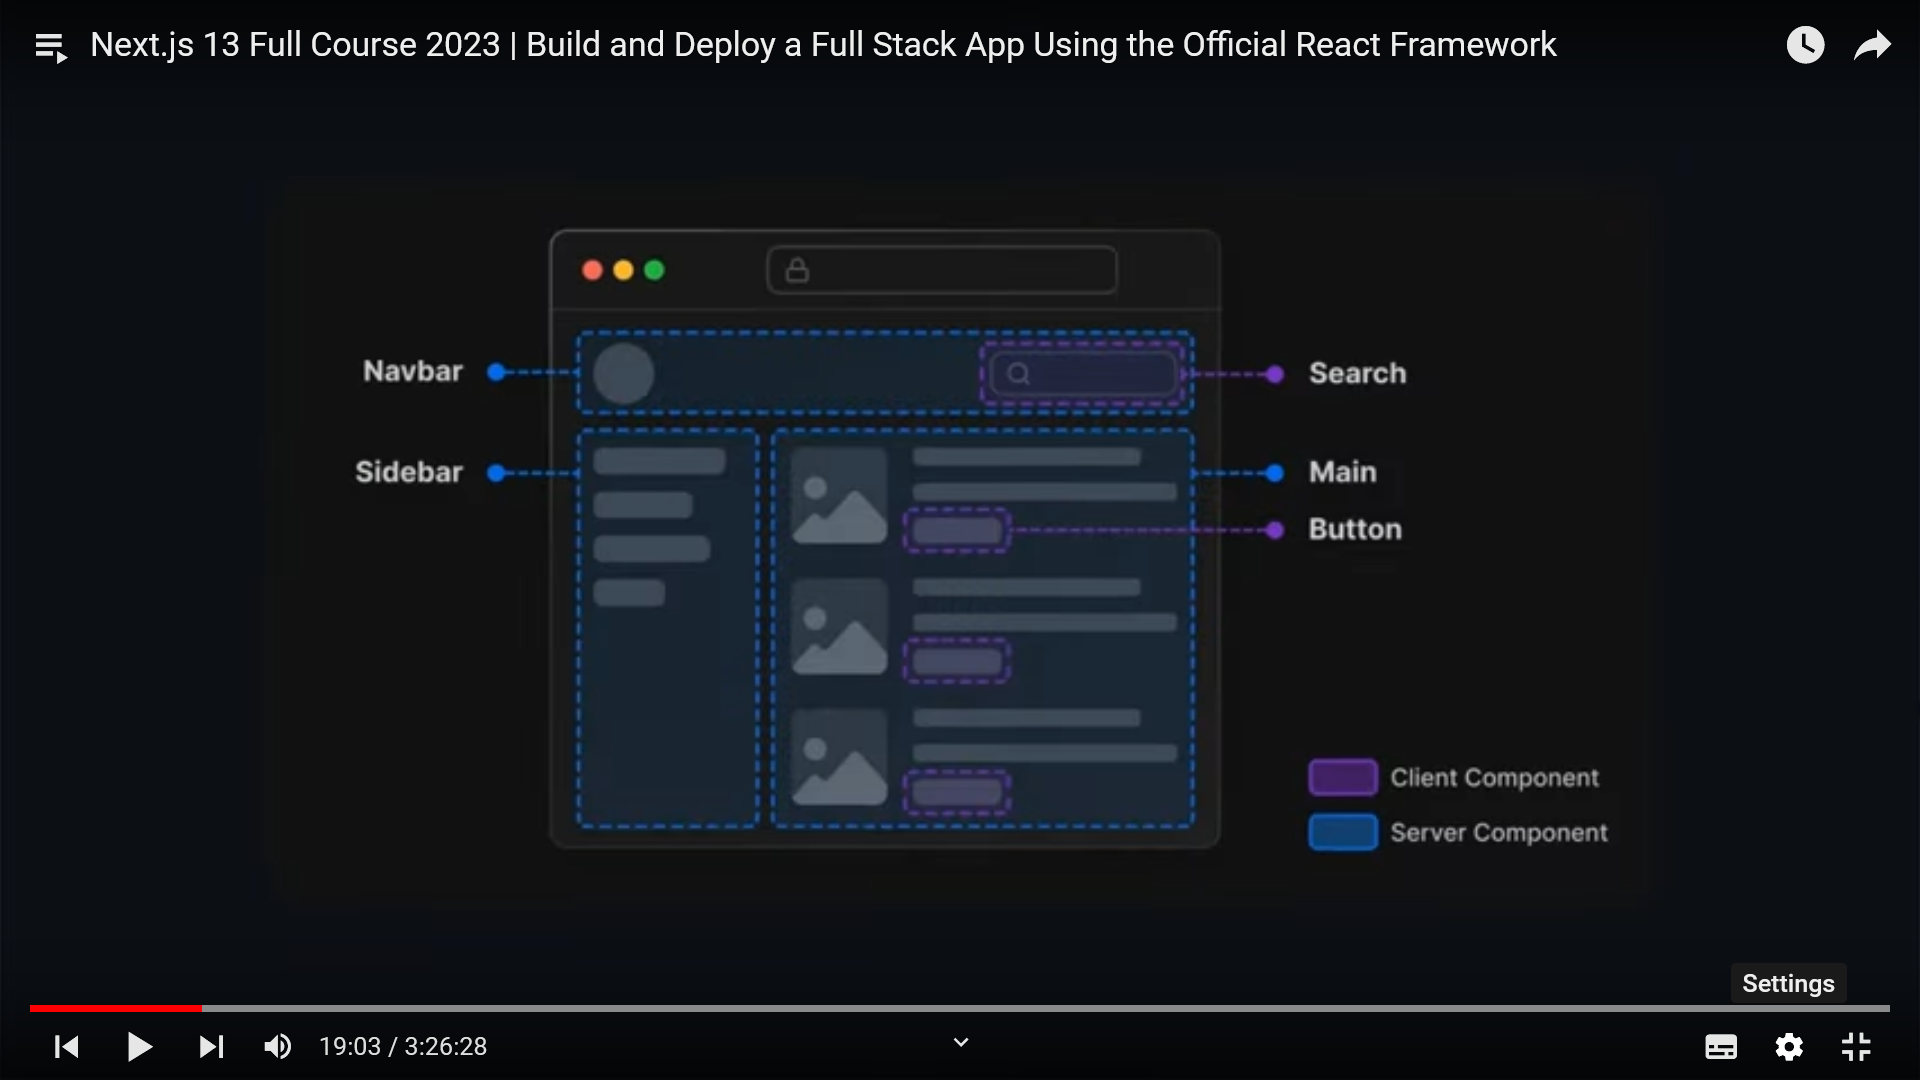 Next.js 13 Full Course 2023 | Build and Deploy a Full Stack App Using the Official React Framework
Navbar
Search
Sidebar
Main
Button
Client Component
Server Component
Settings
19:03 / 3:26:28